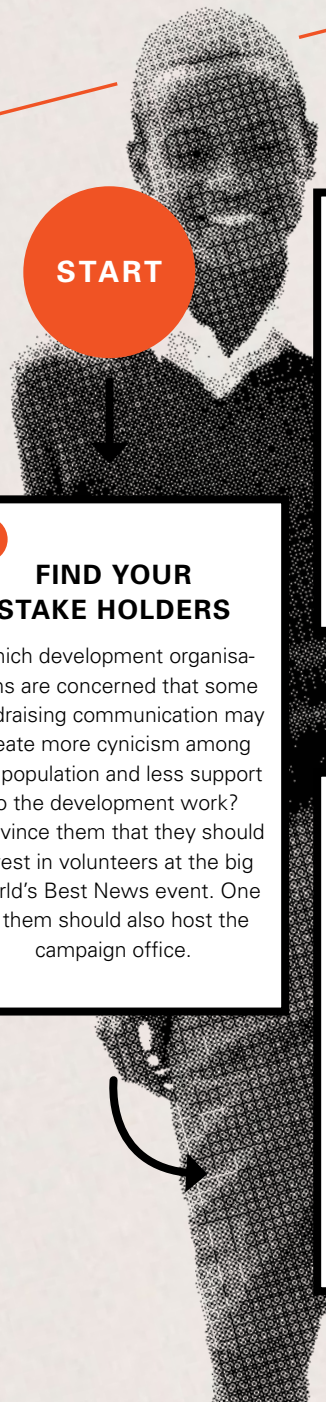 START
FIND YOUR
STAKE HOLDERS
hich development organisa-
ns are concerned that some
draising communication may
eate more cynicism among
population and less support
o the development work?
vince them that they should
est in volunteers at the big
rld’s Best News event. One
them should also host the
campaign office.